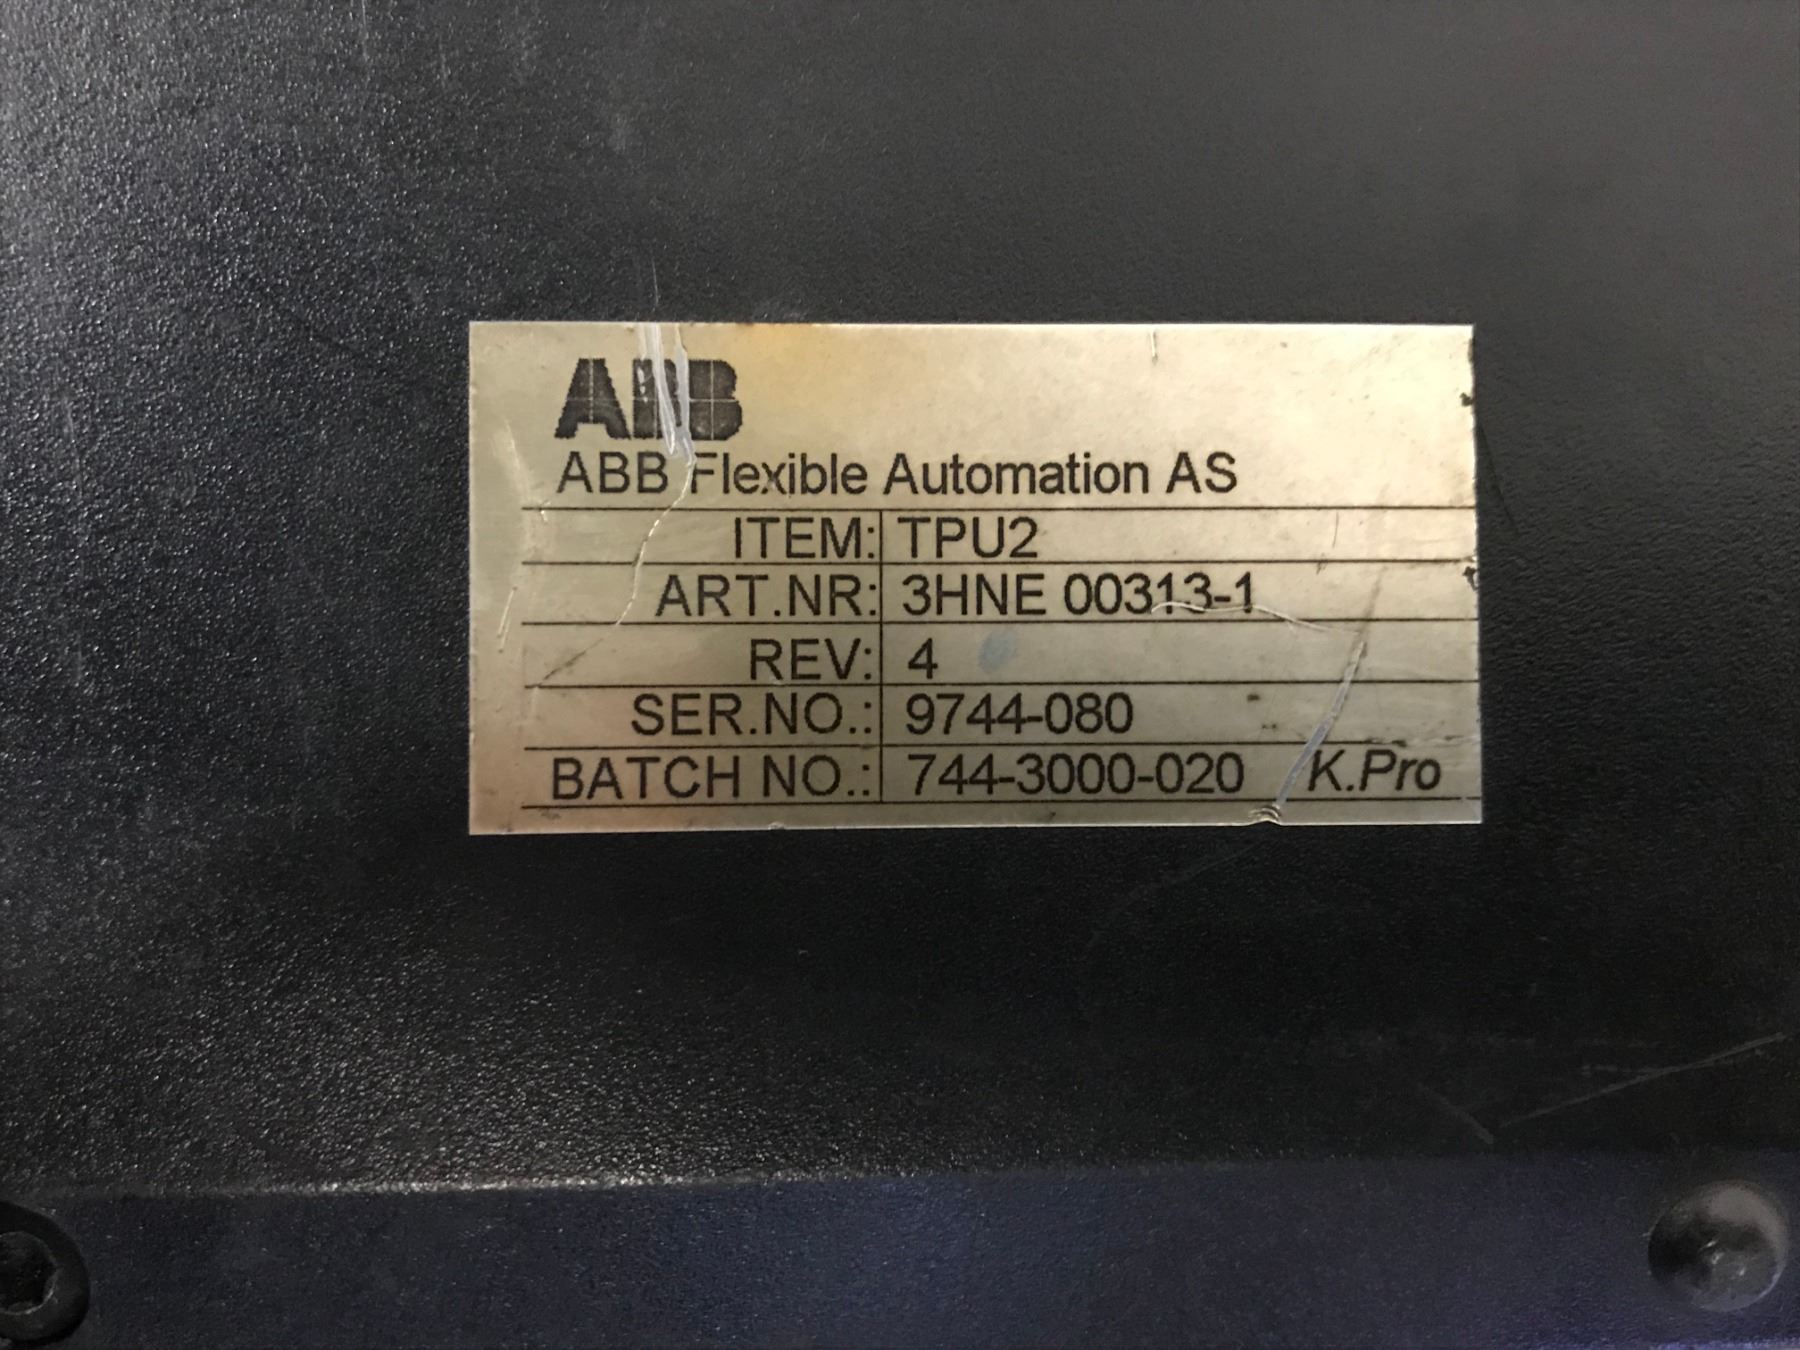 ABB
ABB Flexible Automation AS
ITEM: TPU2
ART.NR: 3HNE 00313-1
REV: 4
SER.NO.: 9744-080
BATCH NO.: 744-3000-020 K.Pro